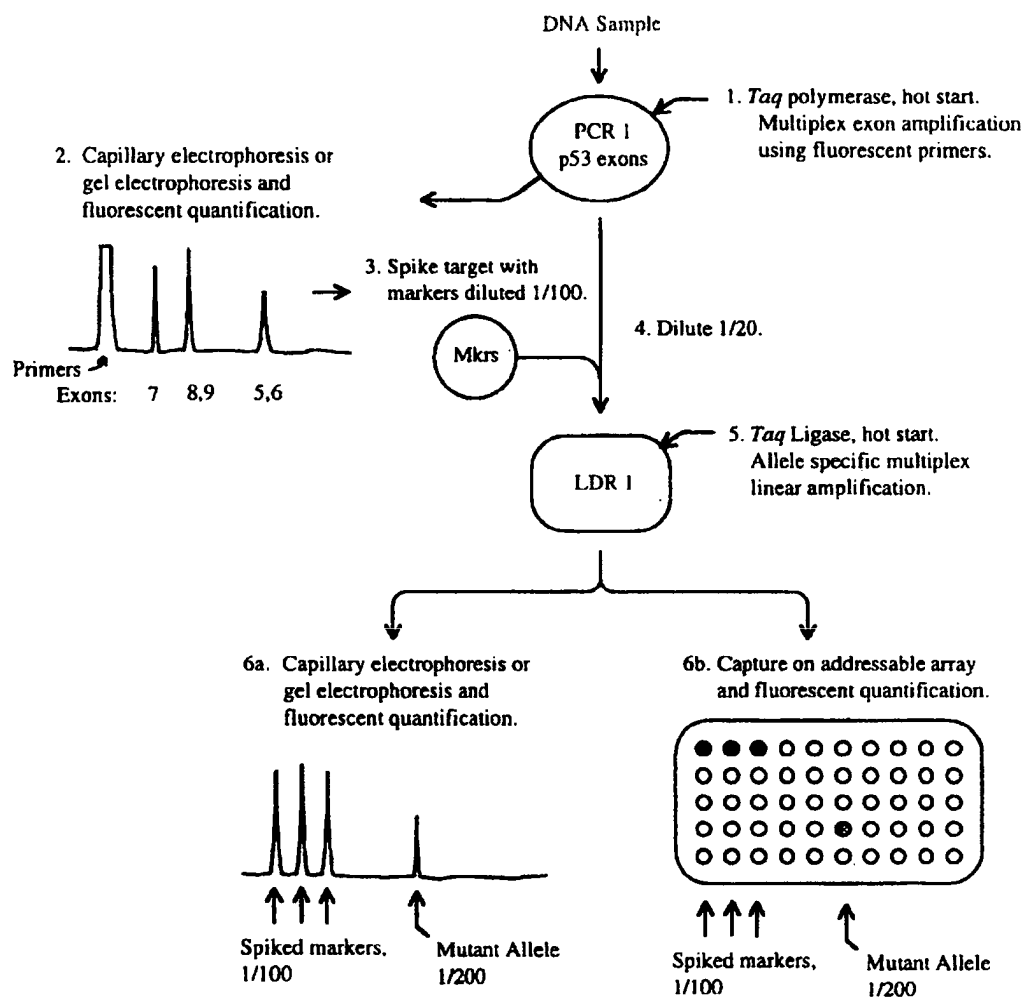 DNA Sample
1. Taq polymerase, hot start.
Multiplex exon amplification
using fluorescent primers.
PCR 1
p53 exons
2. Capillary electrophoresis or
gel electrophoresis and
fluorescent quantification.
3. Spike target with
markers diluted 1/100.
4. Dilute 1/20.
Mkrs
Primers
Exons: 7 8,9 5,6
5. Taq Ligase, hot start.
Allele specific multiplex
linear amplification.
LDR 1
6a. Capillary electrophoresis or
gel electrophoresis and
fluorescent quantification.
6b. Capture on addressable array
and fluorescent quantification.
Spiked markers,
1/100
Mutant Allele
1/200
Spiked markers,
1/100
Mutant Allele
1/200